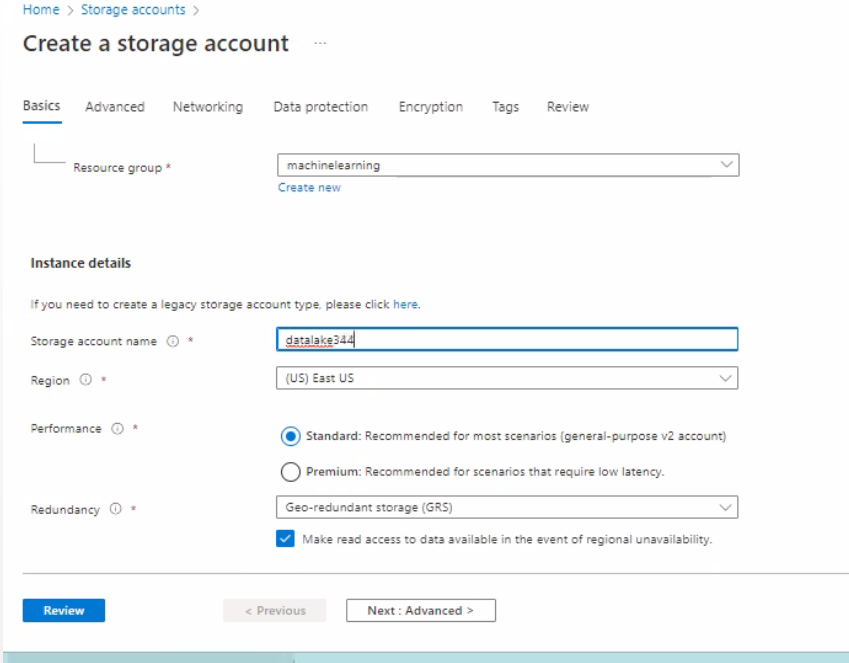 Home > Storage accounts >
Create a storage account ...
Basics Advanced Networking Data protection Encryption Tags Review
Resource group * machinelearning
Create new
Instance details
If you need to create a legacy storage account type, please click here.
Storage account name * datalake344
Region * (US) East US
Performance * Standard: Recommended for most scenarios (general-purpose v2 account)
Premium: Recommended for scenarios that require low latency.
Redundancy * Geo-redundant storage (GRS)
Make read access to data available in the event of regional unavailability.
Review < Previous Next : Advanced >